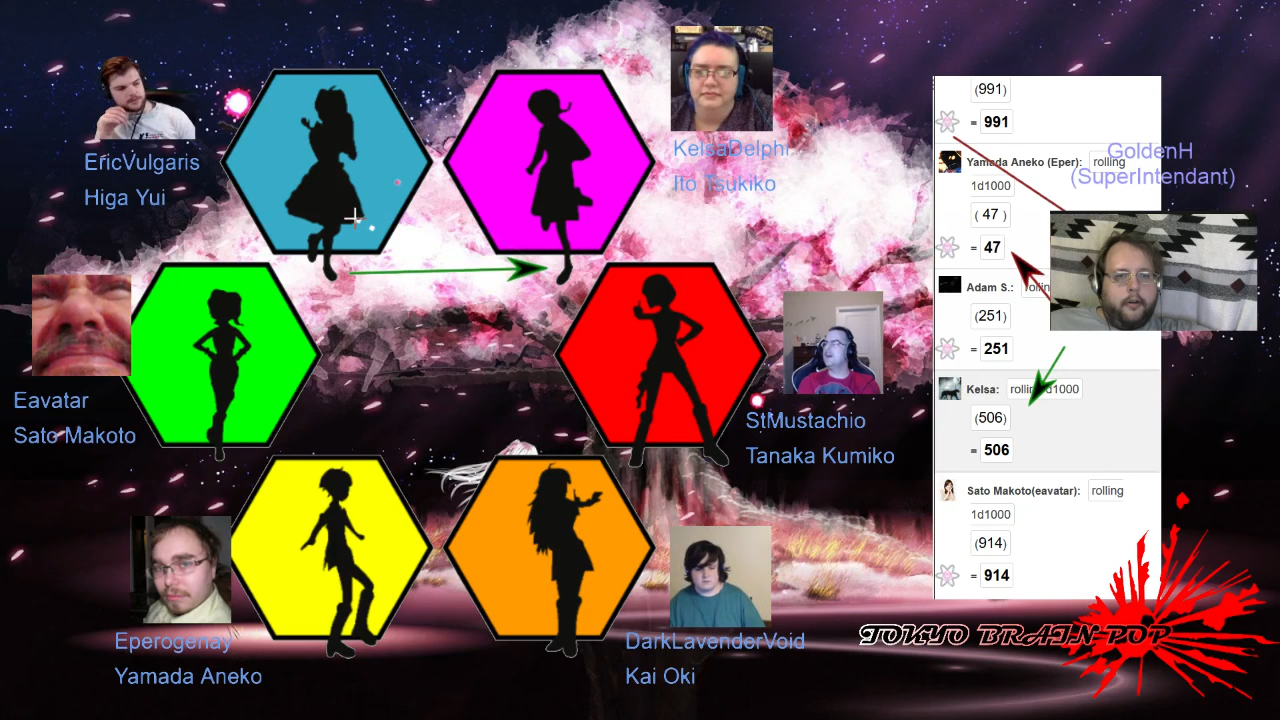 EricVulgaris
Higa Yui
KelsaDelphi
Ito Tsukiko
Eavatar
Sato Makoto
StMustachio
Tanaka Kumiko
Eperogenay
Yamada Aneko
DarkLavenderVoid
Kai Oki
(991)
= 991
Yamada Aneko (Eper): rolling
1d1000
( 47 )
= 47
Adam S.: rollin
(251)
= 251
Kelsa: rolling 1d1000
(506)
= 506
Sato Makoto(eavatar): rolling
1d1000
(914)
= 914
GoldenH
(SuperIntendant)
TOKYO BRAIN POP